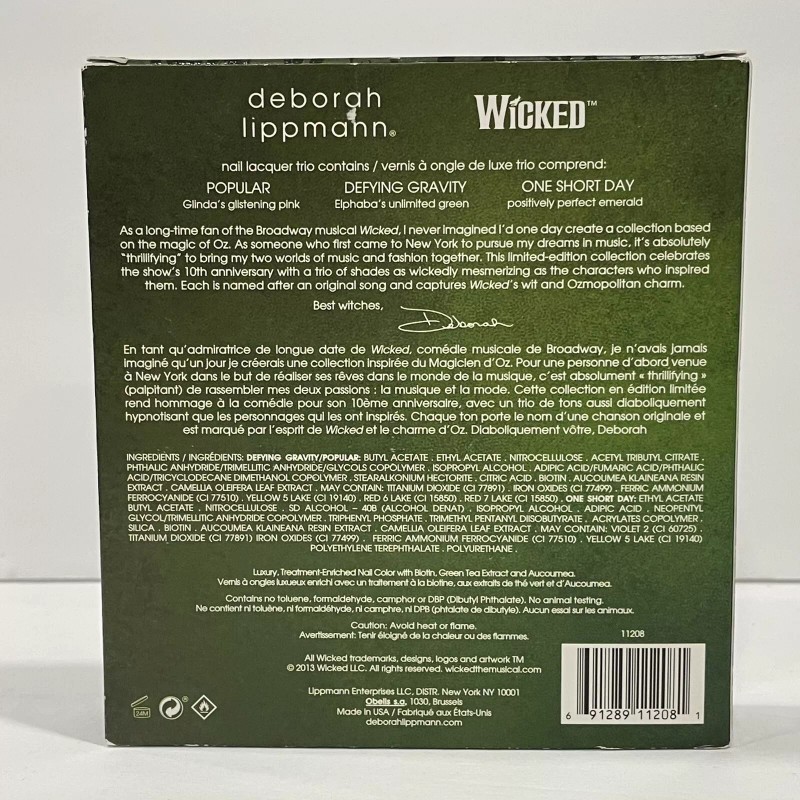 deborah
lippmann®
WICKED™
nail lacquer trio contains / vernis à ongle de luxe trio comprend:
POPULAR
Glinda's glistening pink
DEFYING GRAVITY
Elphaba's unlimited green
ONE SHORT DAY
positively perfect emerald
As a long-time fan of the Broadway musical Wicked, I never imagined I'd one day create a collection based
on the magic of Oz. As someone who first came to New York to pursue my dreams in music, it's absolutely
"thrillifying" to bring my two worlds of music and fashion together. This limited-edition collection celebrates
the show's 10th anniversary with a trio of shades as wickedly mesmerizing as the characters who inspired
them. Each is named after an original song and captures Wicked's wit and Ozmopolitan charm.
Best witches,
Deborah
En tant qu'admiratrice de longue date de Wicked, comédie musicale de Broadway, je n'avais jamais
imaginé qu'un jour je créerais une collection inspirée du Magicien d'Oz. Pour une personne d'abord venue
à New York dans le but de réaliser ses rêves dans le monde de la musique, c'est absolument « thrillifying »
(palpitant) de rassembler mes deux passions : la musique et la mode. Cette collection en édition limitée
rend hommage à la comédie pour son 10ème anniversaire, avec un trio de tons aussi diaboliquement
hypnotisant que les personnages qui les ont inspirés. Chaque ton porte le nom d'une chanson originale et
est marqué par l'esprit de Wicked et le charme d'Oz. Diaboliquement vôtre, Deborah
INGREDIENTS / INGRÉDIENTS: DEFYING GRAVITY/POPULAR: BUTYL ACETATE . ETHYL ACETATE . NITROCELLULOSE . ACETYL TRIBUTYL CITRATE .
PHTHALIC ANHYDRIDE/TRIMELLITIC ANHYDRIDE/GLYCOLS COPOLYMER . ISOPROPYL ALCOHOL . ADIPIC ACID/FUMARIC ACID/PHTHALIC
ACID/TRICYCLODECANE DIMETHANOL COPOLYMER . STEARALKONIUM HECTORITE . CITRIC ACID . BIOTIN . AUCOUMEA KLAINEANA RESIN
EXTRACT . CAMELLIA OLEIFERA LEAF EXTRACT . MAY CONTAIN: TITANIUM DIOXIDE (CI 77891) . IRON OXIDES (CI 77499) . FERRIC AMMONIUM
FERROCYANIDE (CI 77510) . YELLOW 5 LAKE (CI 19140) . RED 6 LAKE (CI 15850) . RED 7 LAKE (CI 15850) . ONE SHORT DAY: ETHYL ACETATE
BUTYL ACETATE . NITROCELLULOSE . SD ALCOHOL – 40B (ALCOHOL DENAT) . ISOPROPYL ALCOHOL . ADIPIC ACID . NEOPENTYL
GLYCOL/TRIMELLITIC ANHYDRIDE COPOLYMER . TRIPHENYL PHOSPHATE . TRIMETHYL PENTANYL DIISOBUTYRATE . ACRYLATES COPOLYMER .
SILICA . BIOTIN . AUCOUMEA KLAINEANA RESIN EXTRACT . CAMELLIA OLEIFERA LEAF EXTRACT . MAY CONTAIN: VIOLET 2 (CI 60725) .
TITANIUM DIOXIDE (CI 77891) IRON OXIDES (CI 77499) . FERRIC AMMONIUM FERROCYANIDE (CI 77510) . YELLOW 5 LAKE (CI 19140)
POLYETHYLENE TEREPHTHALATE . POLYURETHANE .
Luxury, Treatment-Enriched Nail Color with Biotin, Green Tea Extract and Aucoumea.
Vernis à ongles luxueux enrichi avec un traitement à la biotine, aux extraits de thé vert et d'Aucoumea.
Contains no toluene, formaldehyde, camphor or DBP (Dibutyl Phthalate). No animal testing.
Ne contient ni toluène, ni formaldéhyde, ni camphre, ni DPB (phtalate de dibutyle). Aucun essai sur les animaux.
Caution: Avoid heat or flame.
Avertissement: Tenir éloigné de la chaleur ou des flammes.
11208
All Wicked trademarks, designs, logos and artwork TM
© 2013 Wicked LLC. All rights reserved. wickedthemusical.com
Lippmann Enterprises LLC. DISTR. New York NY 10001
Obelis s.a, 1030, Brussels
Made in USA / Fabriqué aux États-Unis
deborahlippmann.com
24M
6 91289 11208 1